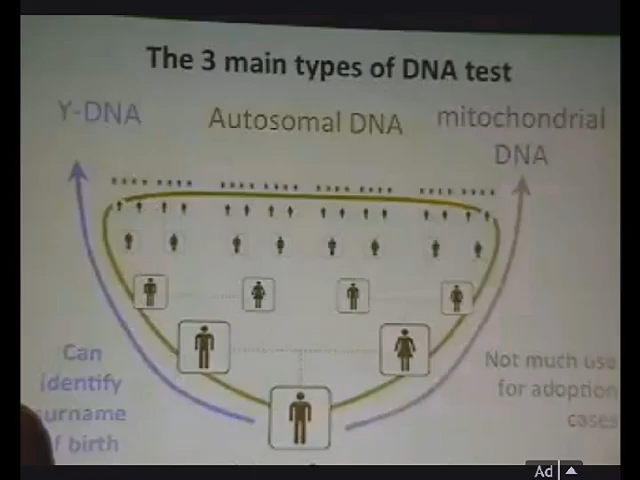 The 3 main types of DNA test
Y-DNA
Autosomal DNA
mitochondrial
DNA
Can
identify
surname
f birth
Not much use
for adoption
cases
Ad